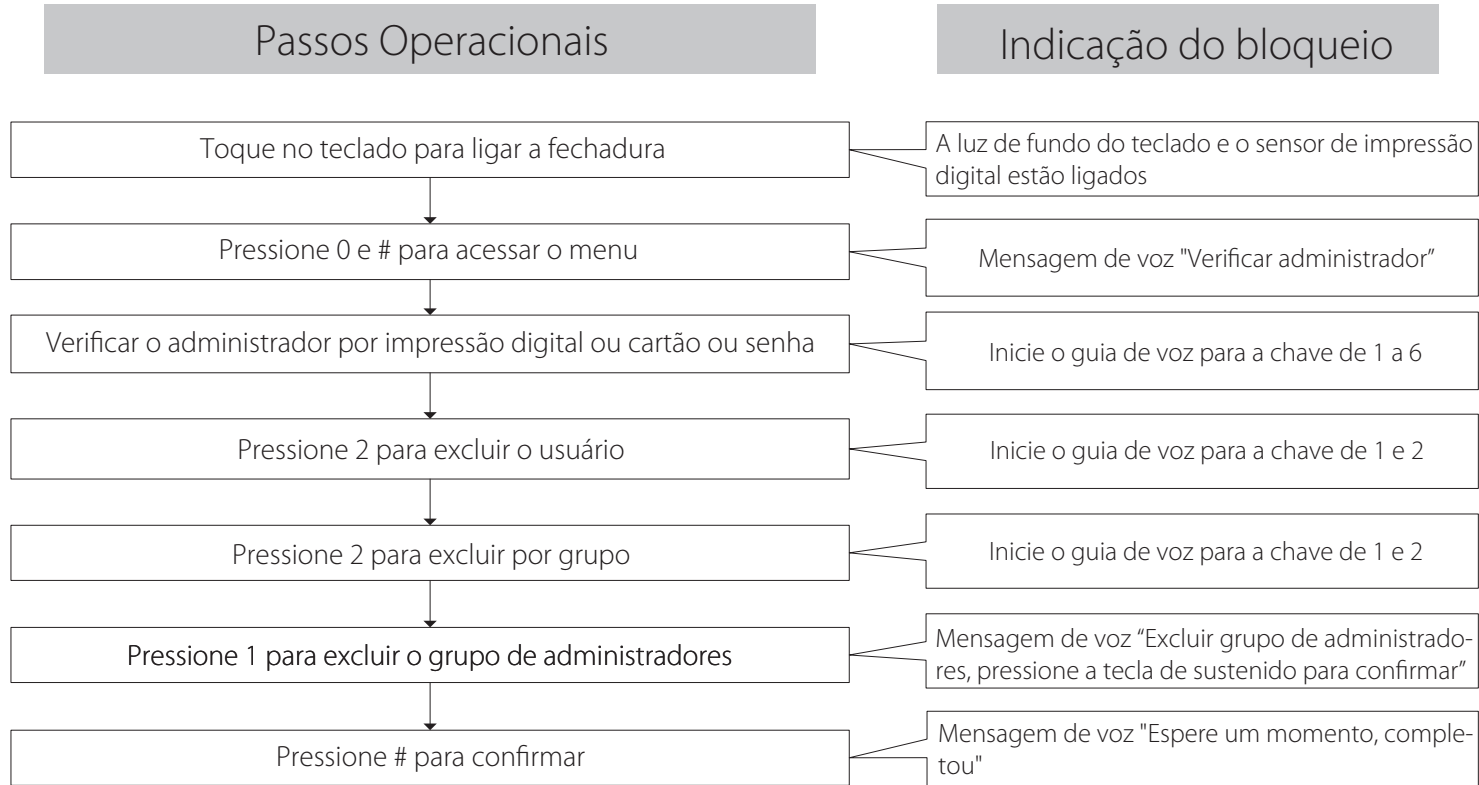 Passos Operacionais
Indicação do bloqueio
Toque no teclado para ligar a fechadura
A luz de fundo do teclado e o sensor de impressão
digital estão ligados
Pressione 0 e # para acessar o menu
Mensagem de voz "Verificar administrador”
Verificar o administrador por impressão digital ou cartão ou senha
Inicie o guia de voz para a chave de 1 a 6
Pressione 2 para excluir o usuário
Inicie o guia de voz para a chave de 1 e 2
Pressione 2 para excluir por grupo
Inicie o guia de voz para a chave de 1 e 2
Pressione 1 para excluir o grupo de administradores
Mensagem de voz “Excluir grupo de administrado-
res, pressione a tecla de sustenido para confirmar”
Pressione # para confirmar
Mensagem de voz "Espere um momento, comple-
tou"